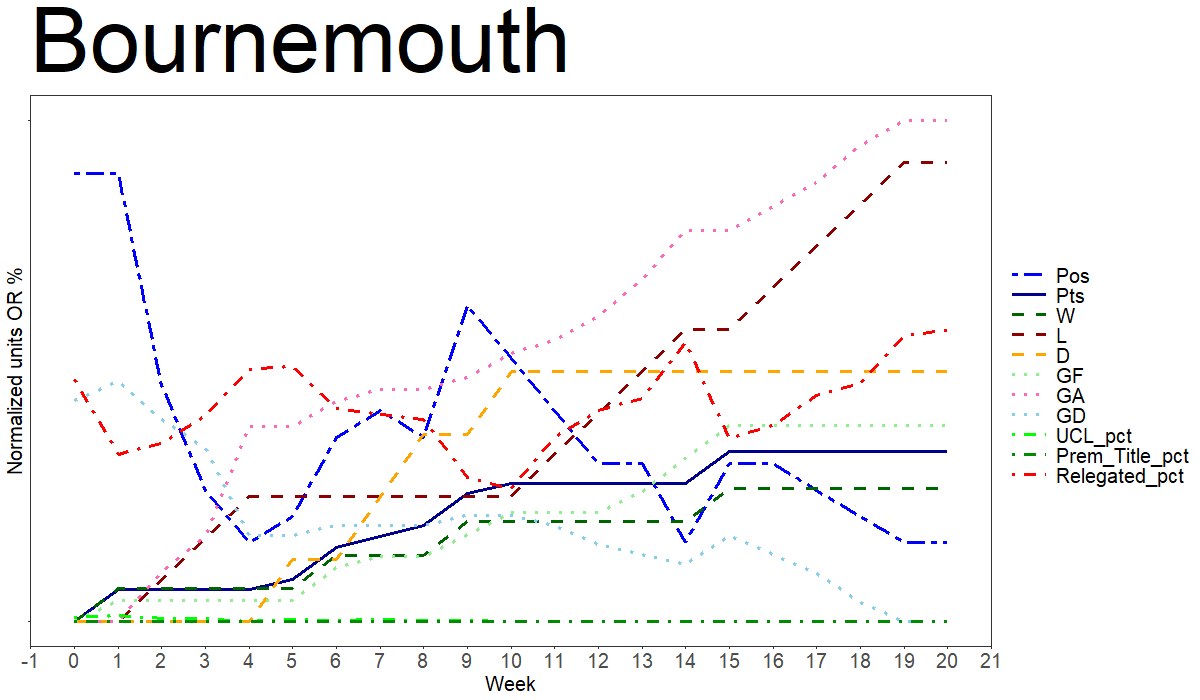 Bournemouth
Normalized units OR %
-1 0 1 2 3 4 5 6 7 8 9 10 11 12 13 14 15 16 17 18 19 20 21
Week
Pos
Pts
W
L
D
GF
GA
GD
UCL_pct
Prem_Title_pct
Relegated_pct